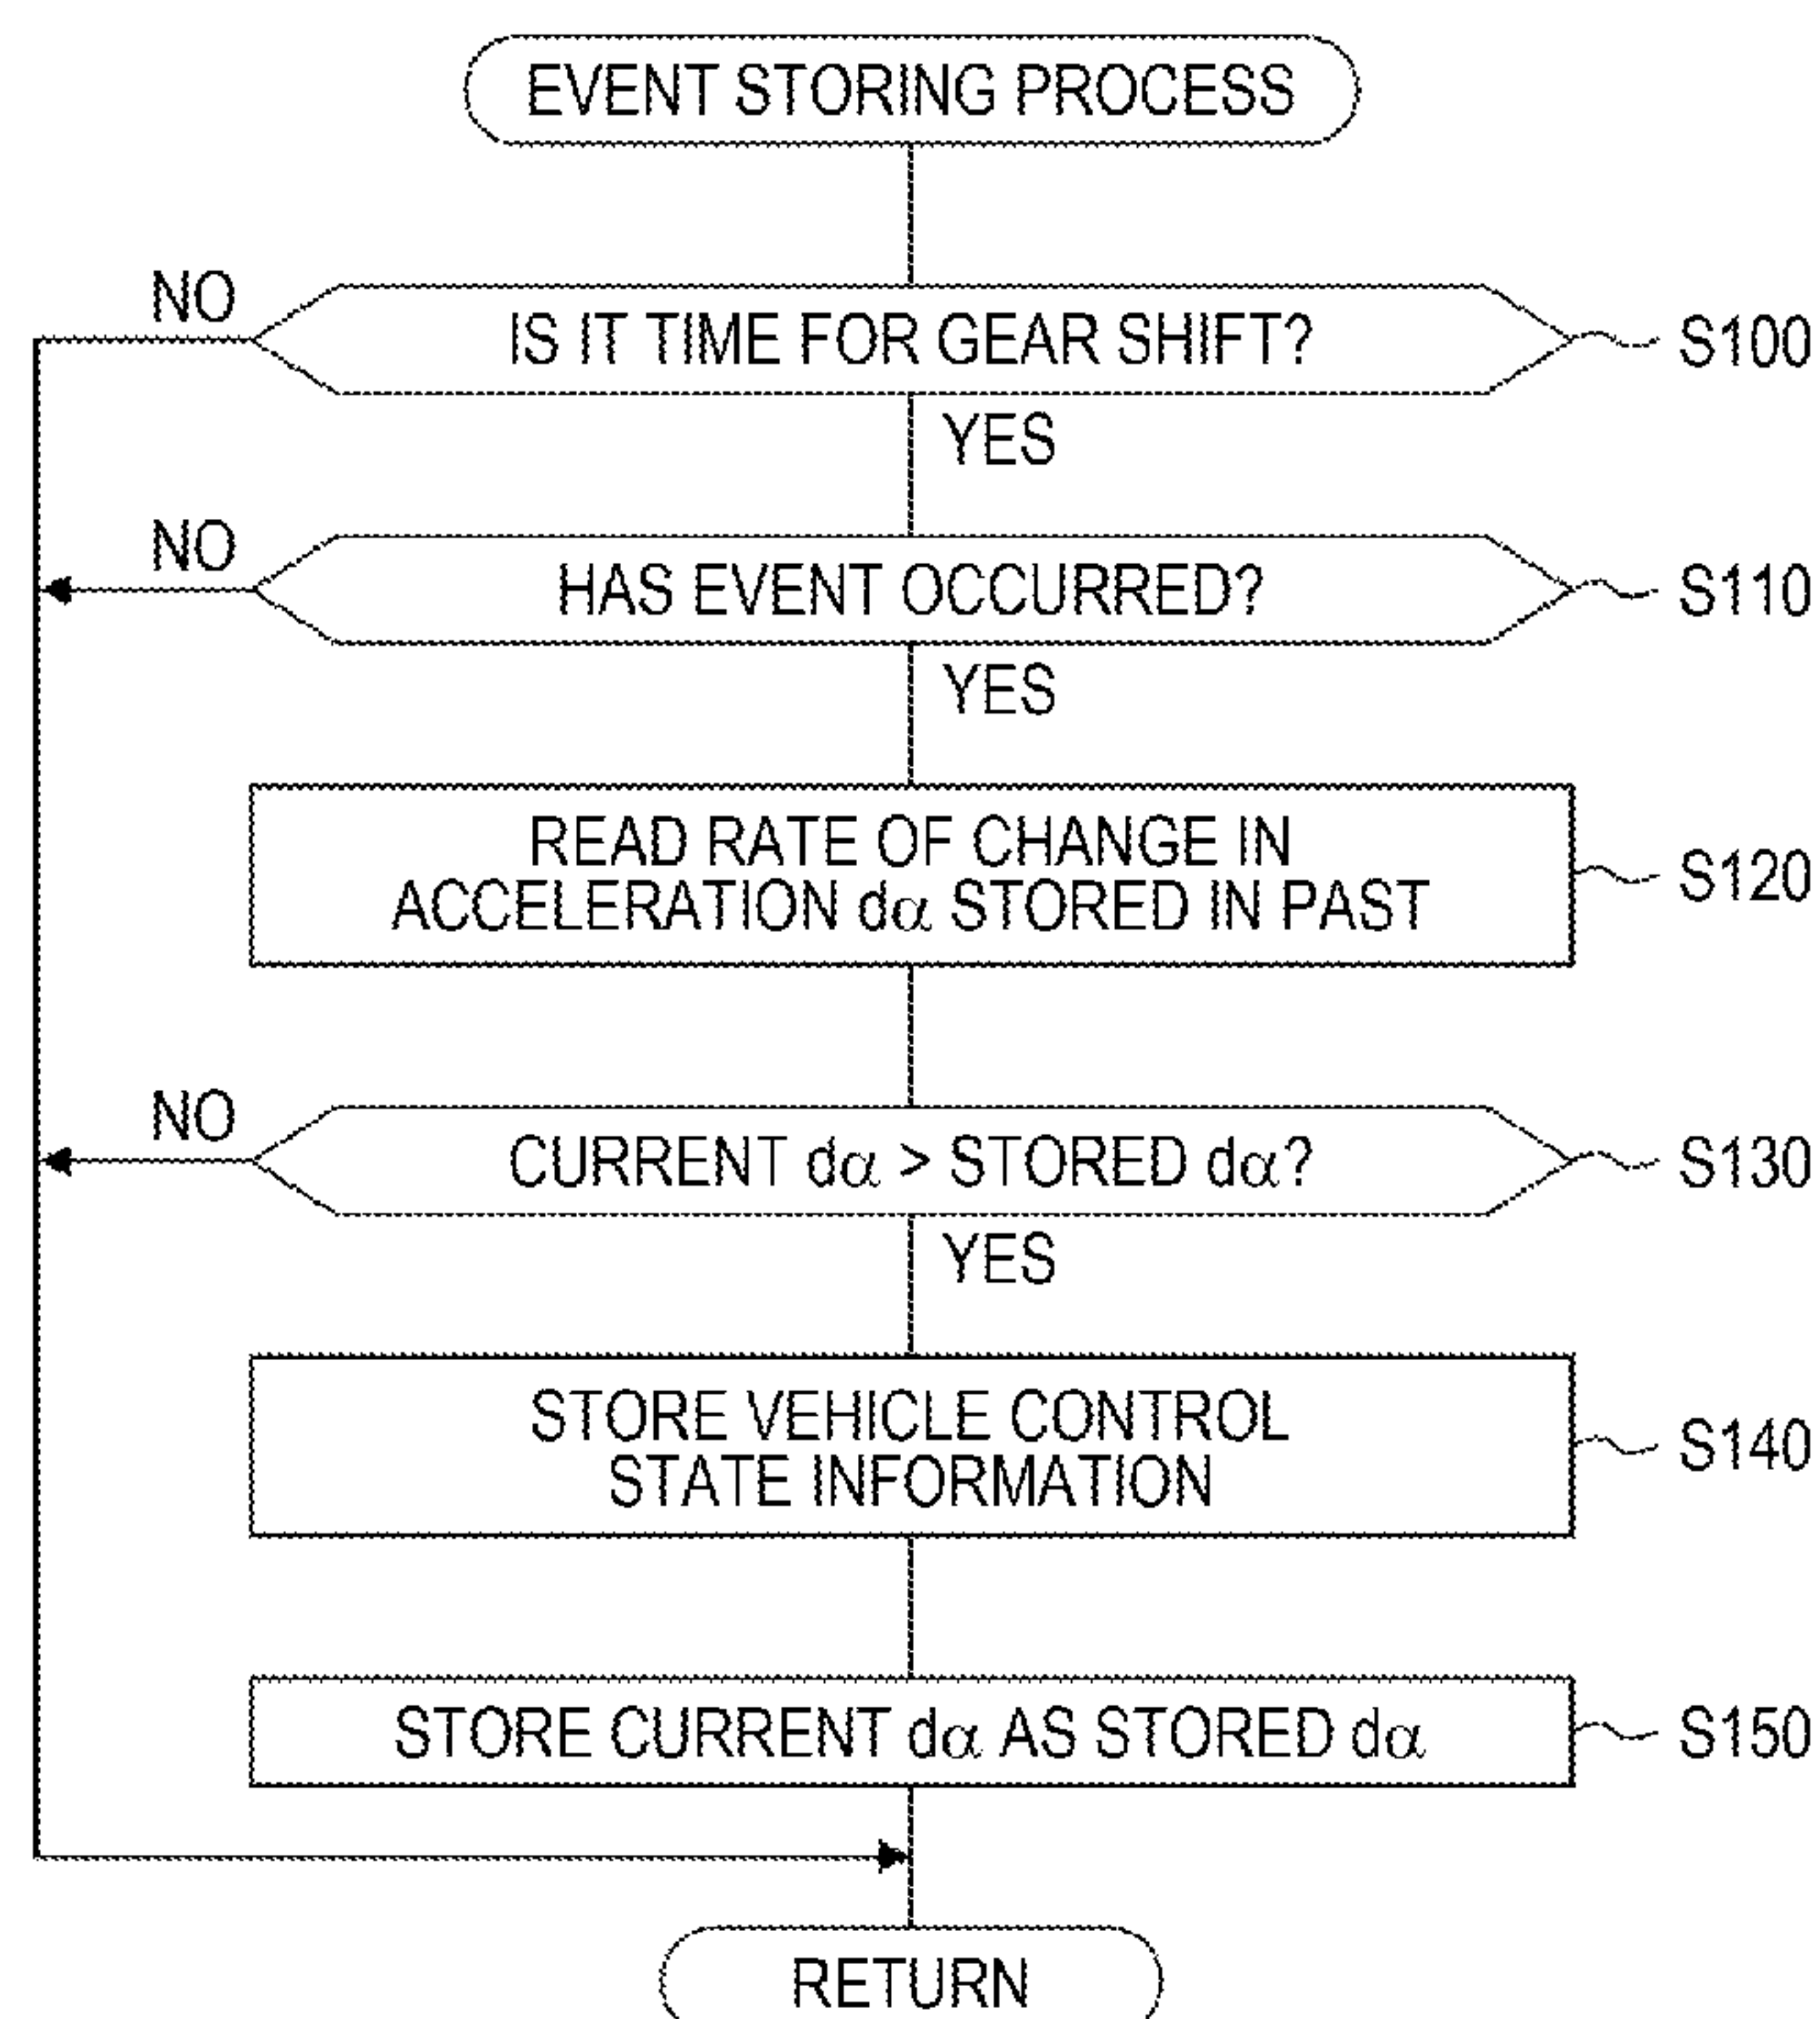 EVENT STORING PROCESS
NO
IS IT TIME FOR GEAR SHIFT?
S100
YES
NO
HAS EVENT OCCURRED?
S110
YES
READ RATE OF CHANGE IN
ACCELERATION dα STORED IN PAST
S120
NO
CURRENT dα > STORED dα?
S130
YES
STORE VEHICLE CONTROL
STATE INFORMATION
S140
STORE CURRENT dα AS STORED dα
S150
RETURN